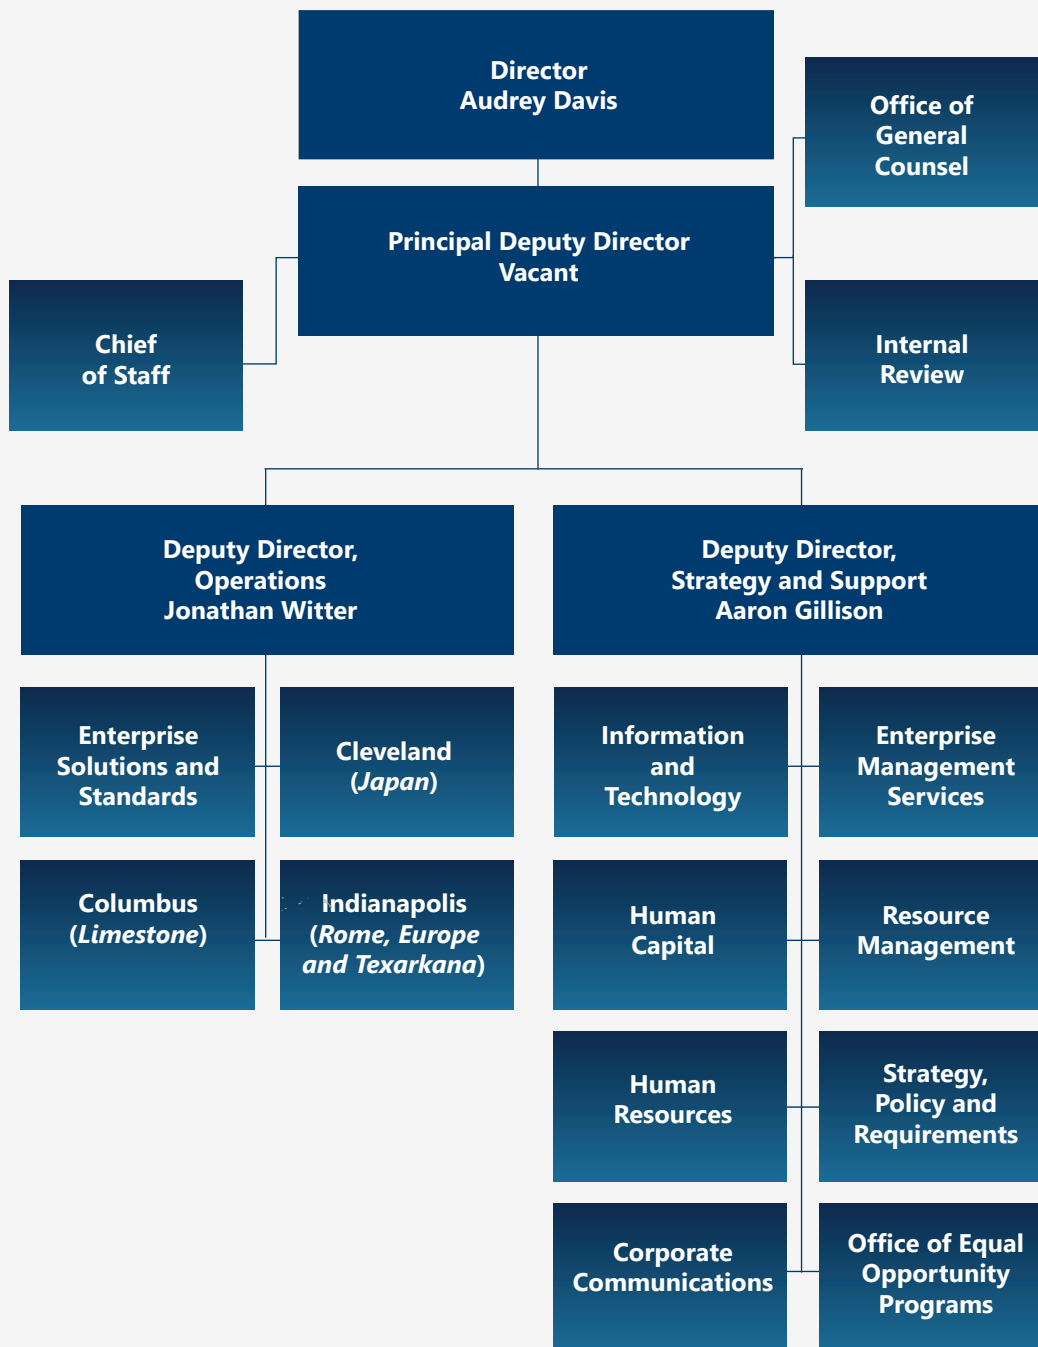 Director
Audrey Davis
Office of
General
Counsel
Principal Deputy Director
Vacant
Chief
of Staff
Internal
Review
Deputy Director,
Operations
Jonathan Witter
Deputy Director,
Strategy and Support
Aaron Gillison
Enterprise
Solutions and
Standards
Cleveland
(Japan)
Information
and
Technology
Enterprise
Management
Services
Columbus
(Limestone)
Indianapolis
(Rome, Europe
and Texarkana)
Human
Capital
Resource
Management
Human
Resources
Strategy,
Policy and
Requirements
Corporate
Communications
Office of Equal
Opportunity
Programs